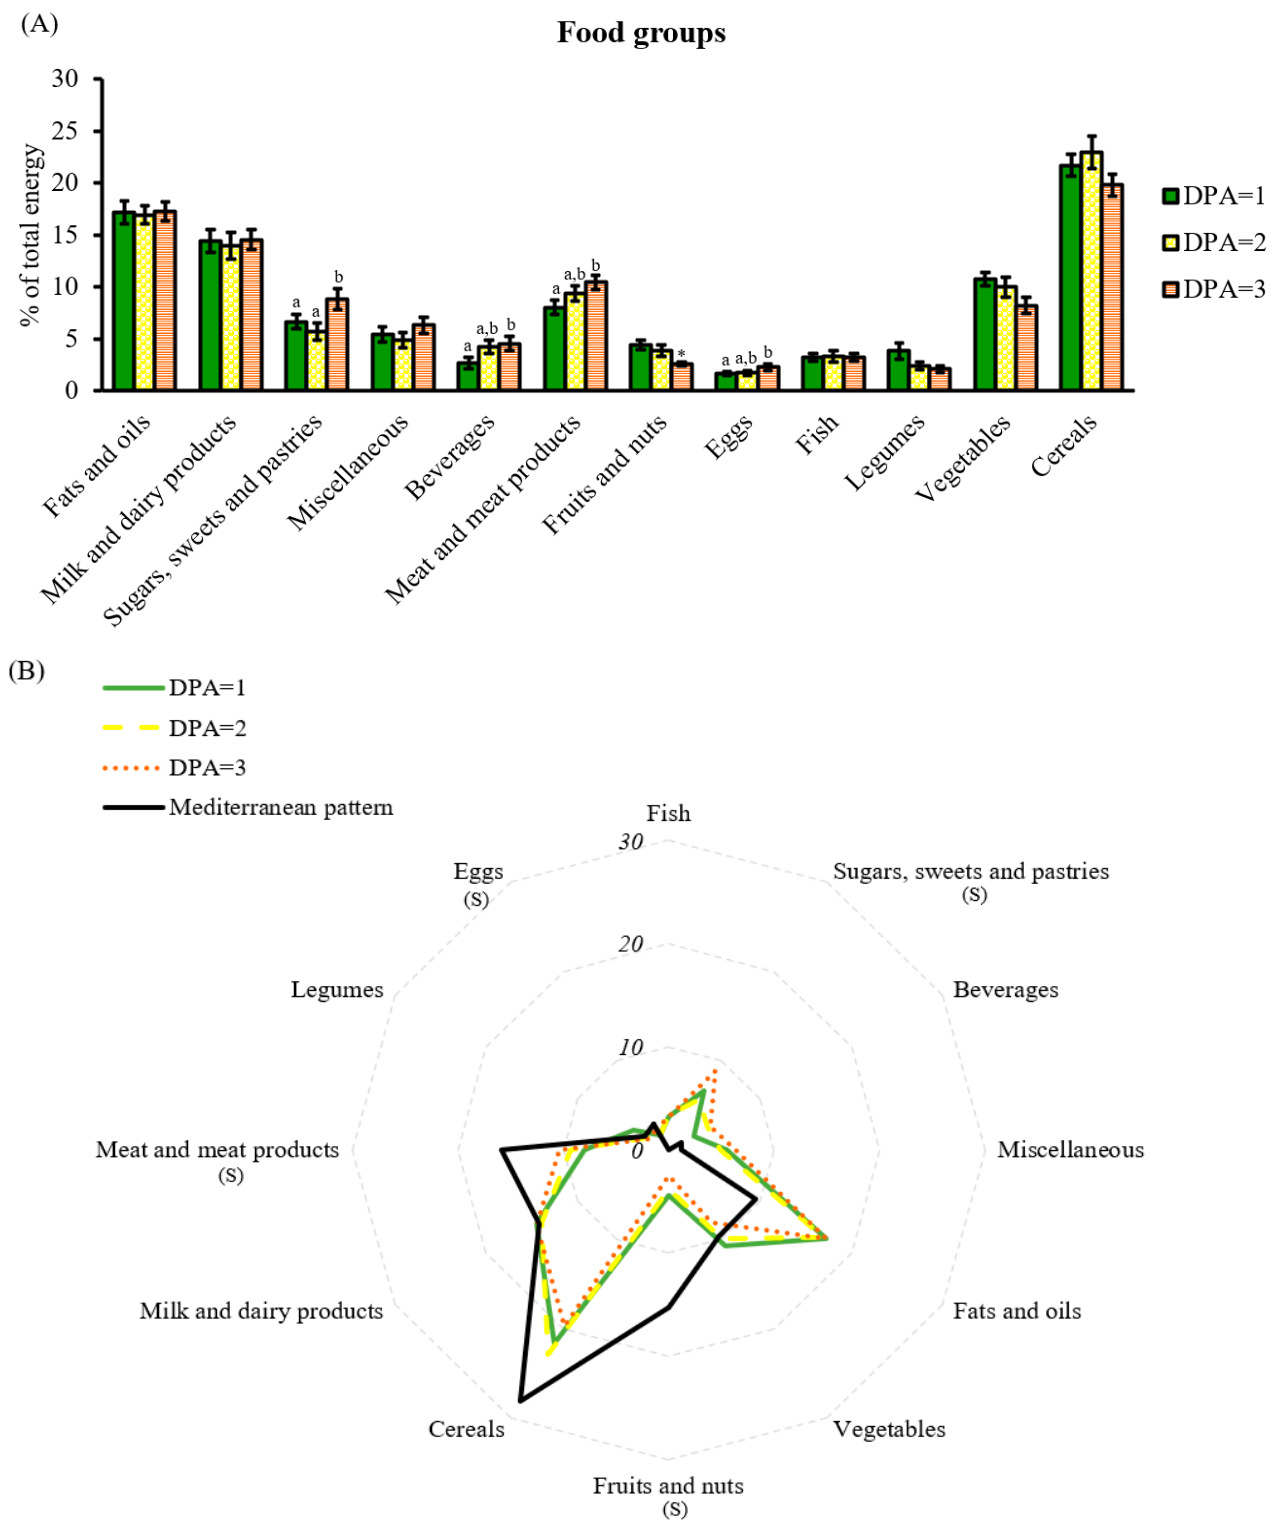 (A)
Food groups
% of total energy
30
25
20
15
10
5
0
a
a
b
a
a,b
b
a
a,b
b
*
a
a,b
b
DPA=1
DPA=2
DPA=3
Fats and oils
Milk and dairy products
Sugars, sweets and pastries
Miscellaneous
Beverages
Meat and meat products
Fruits and nuts
Eggs
Fish
Legumes
Vegetables
Cereals
(B)
DPA=1
DPA=2
DPA=3
Mediterranean pattern
Fish
30
20
10
0
Sugars, sweets and pastries
(S)
Beverages
Miscellaneous
Fats and oils
Vegetables
Fruits and nuts
(S)
Cereals
Milk and dairy products
Meat and meat products
(S)
Legumes
Eggs
(S)